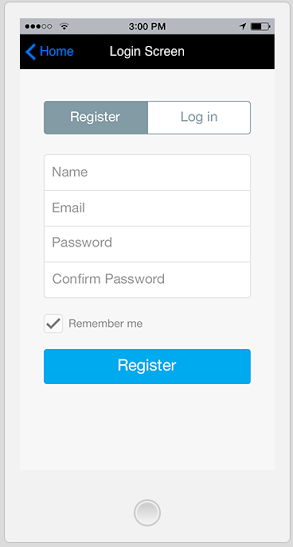 3:00 PM
Home Login Screen
Register Log in
Name
Email
Password
Confirm Password
Remember me
Register